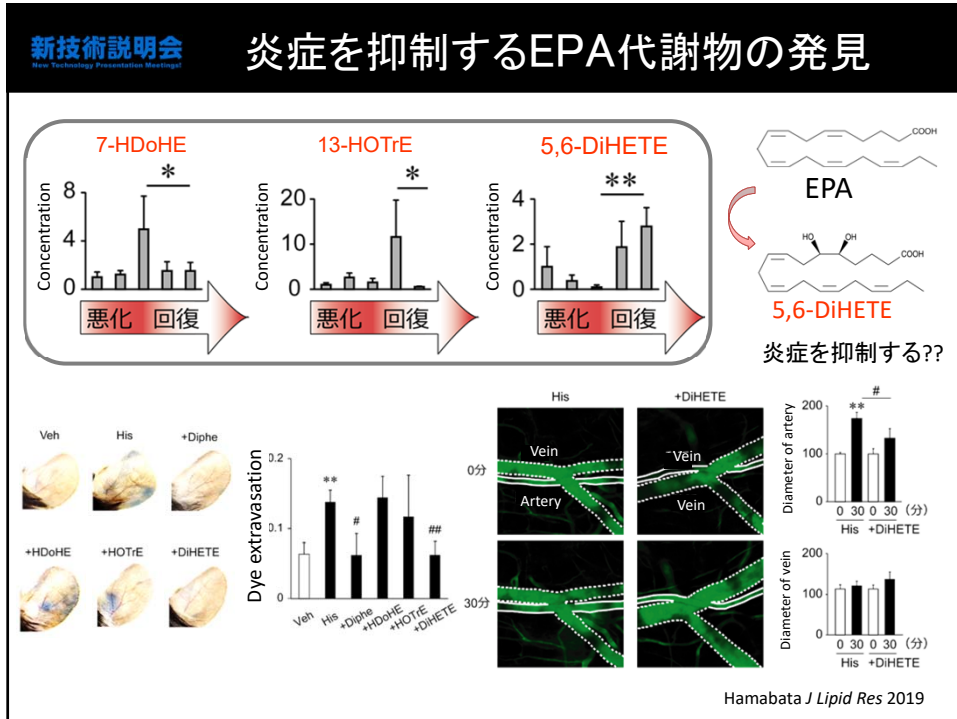 新技術説明会
New Technology Presentation Meetings!
炎症を抑制するEPA代謝物の発見
7-HDoHE
*
Concentration
8
4
0
悪化 回復
13-HOTrE
*
Concentration
20
10
0
悪化 回復
5,6-DiHETE
**
Concentration
4
2
0
悪化 回復
COOH
EPA
HO OH
COOH
5,6-DiHETE
炎症を抑制する??
Veh His +Diphe
+HDoHE +HOTrE +DiHETE
Dye extravasation
0.2
0.1
0
** # ##
Veh His +Diphe +HDoHE +HOTrE +DiHETE
His +DiHETE
0分
Vein
Artery
Vein
Vein
30分
Diameter of artery
200
100
0
** #
0 30 0 30 (分)
His +DiHETE
Diameter of vein
200
100
0
0 30 0 30 (分)
His +DiHETE
Hamabata J Lipid Res 2019